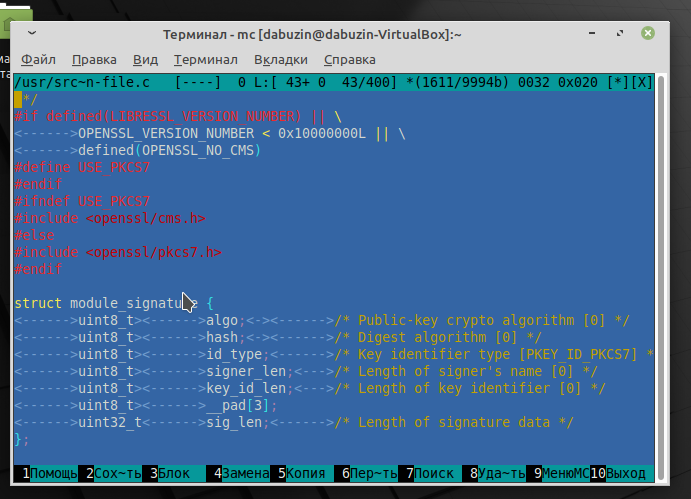 Терминал - mc [dabuzin@dabuzin-VirtualBox]:~
Файл Правка Вид Терминал Вкладки Справка
/usr/src~n-file.c [----] 0 L:[ 43+ 0 43/400] *(1611/9994b) 0032 0x020 [*][X]
*/
#if defined(LIBRESSL_VERSION_NUMBER) || \
<------>OPENSSL_VERSION_NUMBER < 0x10000000L || \
<------>defined(OPENSSL_NO_CMS)
#define USE_PKCS7
#endif
#ifndef USE_PKCS7
#include <openssl/cms.h>
#else
#include <openssl/pkcs7.h>
#endif
struct module_signature {
<------>uint8_t><------>algo;<-><------>/* Public-key crypto algorithm [0] */
<------>uint8_t><------>hash;<-><------>/* Digest algorithm [0] */
<------>uint8_t><------>id_type;<------>/* Key identifier type [PKEY_ID_PKCS7] *
<------>uint8_t><------>signer_len;<--->/* Length of signer's name [0] */
<------>uint8_t><------>key_id_len;<--->/* Length of key identifier [0] */
<------>uint8_t><------>__pad[3];
<------>uint32_t<------>sig_len;<------>/* Length of signature data */
};
1Помощь 2Сох~ть 3Блок 4Замена 5Копия 6Пер~ть 7Поиск 8Уда~ть 9МенюMC 10Выход